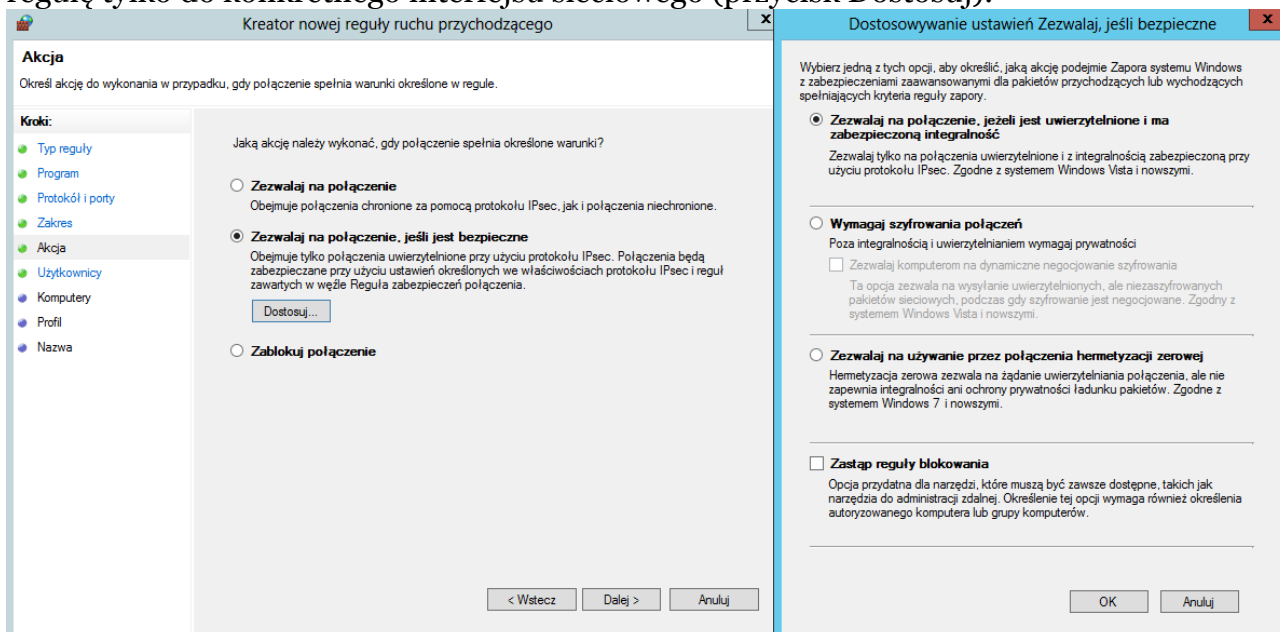 regułę tylko do konkretnego interfejsu sieciowego (przycisk Dostosuj).
Kreator nowej reguły ruchu przychodzącego
x
Akcja
Określ akcję do wykonania w przypadku, gdy połączenie spełnia warunki określone w regule.
Kroki:
Typ reguły
Program
Protokół i porty
Zakres
Akcja
Użytkownicy
Komputery
Profil
Nazwa
Jaką akcję należy wykonać, gdy połączenie spełnia określone warunki?
Zezwalaj na połączenie
Obejmuje połączenia chronione za pomocą protokołu IPsec, jak i połączenia niechronione.
Zezwalaj na połączenie, jeśli jest bezpieczne
Obejmuje tylko połączenia uwierzytelnione przy użyciu protokołu IPsec. Połączenia będą
zabezpieczane przy użyciu ustawień określonych we właściwościach protokołu IPsec i reguł
zawartych w węźle Reguła zabezpieczeń połączenia.
Dostosuj...
Zablokuj połączenie
< Wstecz
Dalej >
Anuluj
Dostosowywanie ustawień Zezwalaj, jeśli bezpieczne
x
Wybierz jedną z tych opcji, aby określić, jaką akcję podejmie Zapora systemu Windows
z zabezpieczeniami zaawansowanymi dla pakietów przychodzących lub wychodzących
spełniających kryteria reguły zapory.
Zezwalaj na połączenie, jeżeli jest uwierzytelnione i ma
zabezpieczoną integralność
Zezwalaj tylko na połączenia uwierzytelnione i z integralnością zabezpieczoną przy
użyciu protokołu IPsec. Zgodne z systemem Windows Vista i nowszymi.
Wymagaj szyfrowania połączeń
Poza integralnością i uwierzytelnianiem wymagaj prywatności
Zezwalaj komputerom na dynamiczne negocjowanie szyfrowania
Ta opcja zezwala na wysyłanie uwierzytelnionych, ale niezaszyfrowanych
pakietów sieciowych, podczas gdy szyfrowanie jest negocjowane. Zgodny z
systemem Windows Vista i nowszymi.
Zezwalaj na używanie przez połączenia hermetyzacji zerowej
Hermetyzacja zerowa zezwala na żądanie uwierzytelniania połączenia, ale nie
zapewnia integralności ani ochrony prywatności ładunku pakietów. Zgodne z
systemem Windows 7 i nowszymi.
Zastąp reguły blokowania
Opcja przydatna dla narzędzi, które muszą być zawsze dostępne, takich jak
narzędzia do administracji zdalnej. Określenie tej opcji wymaga również określenia
autoryzowanego komputera lub grupy komputerów.
OK
Anuluj